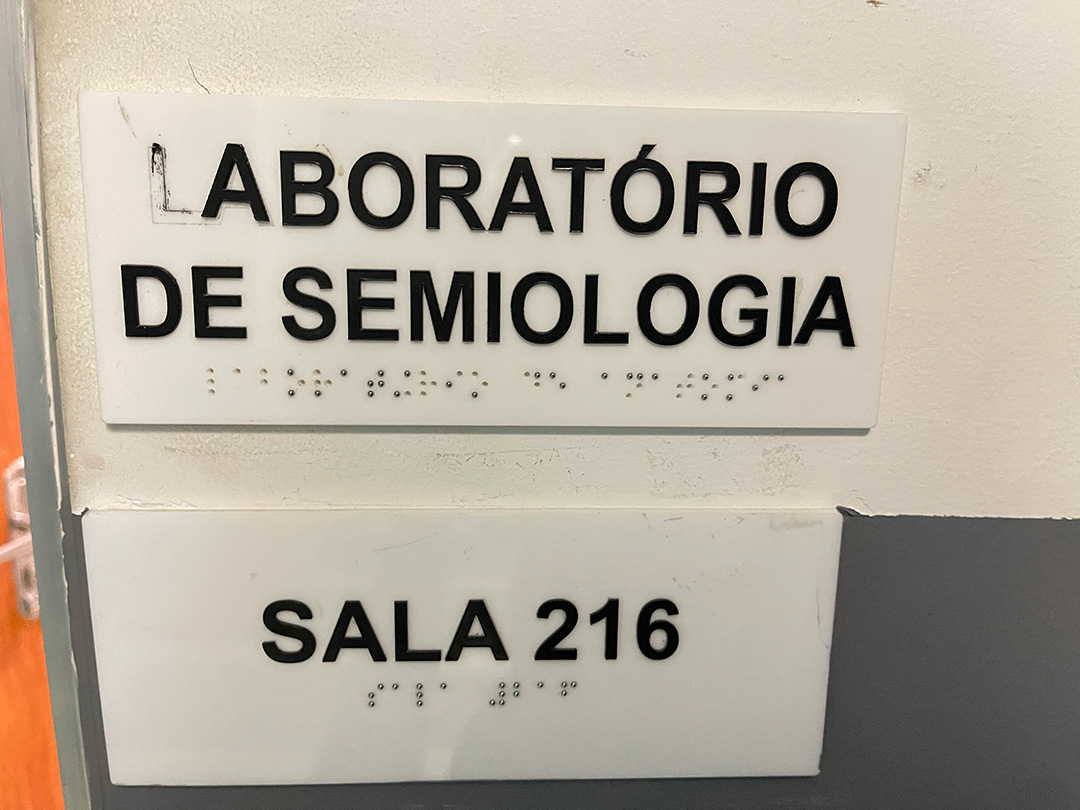 LABORATÓRIO
DE SEMIOLOGIA
SALA 216